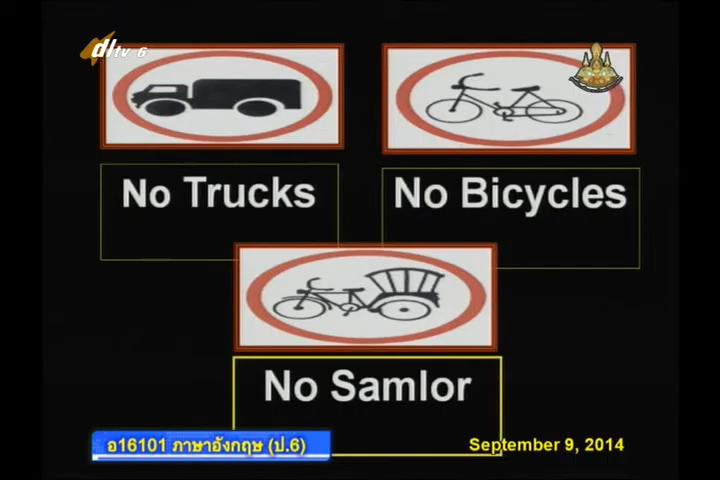 dltv 6
No Trucks
No Bicycles
No Samlor
อ16101 ภาษาอังกฤษ (ป.6)
September 9, 2014